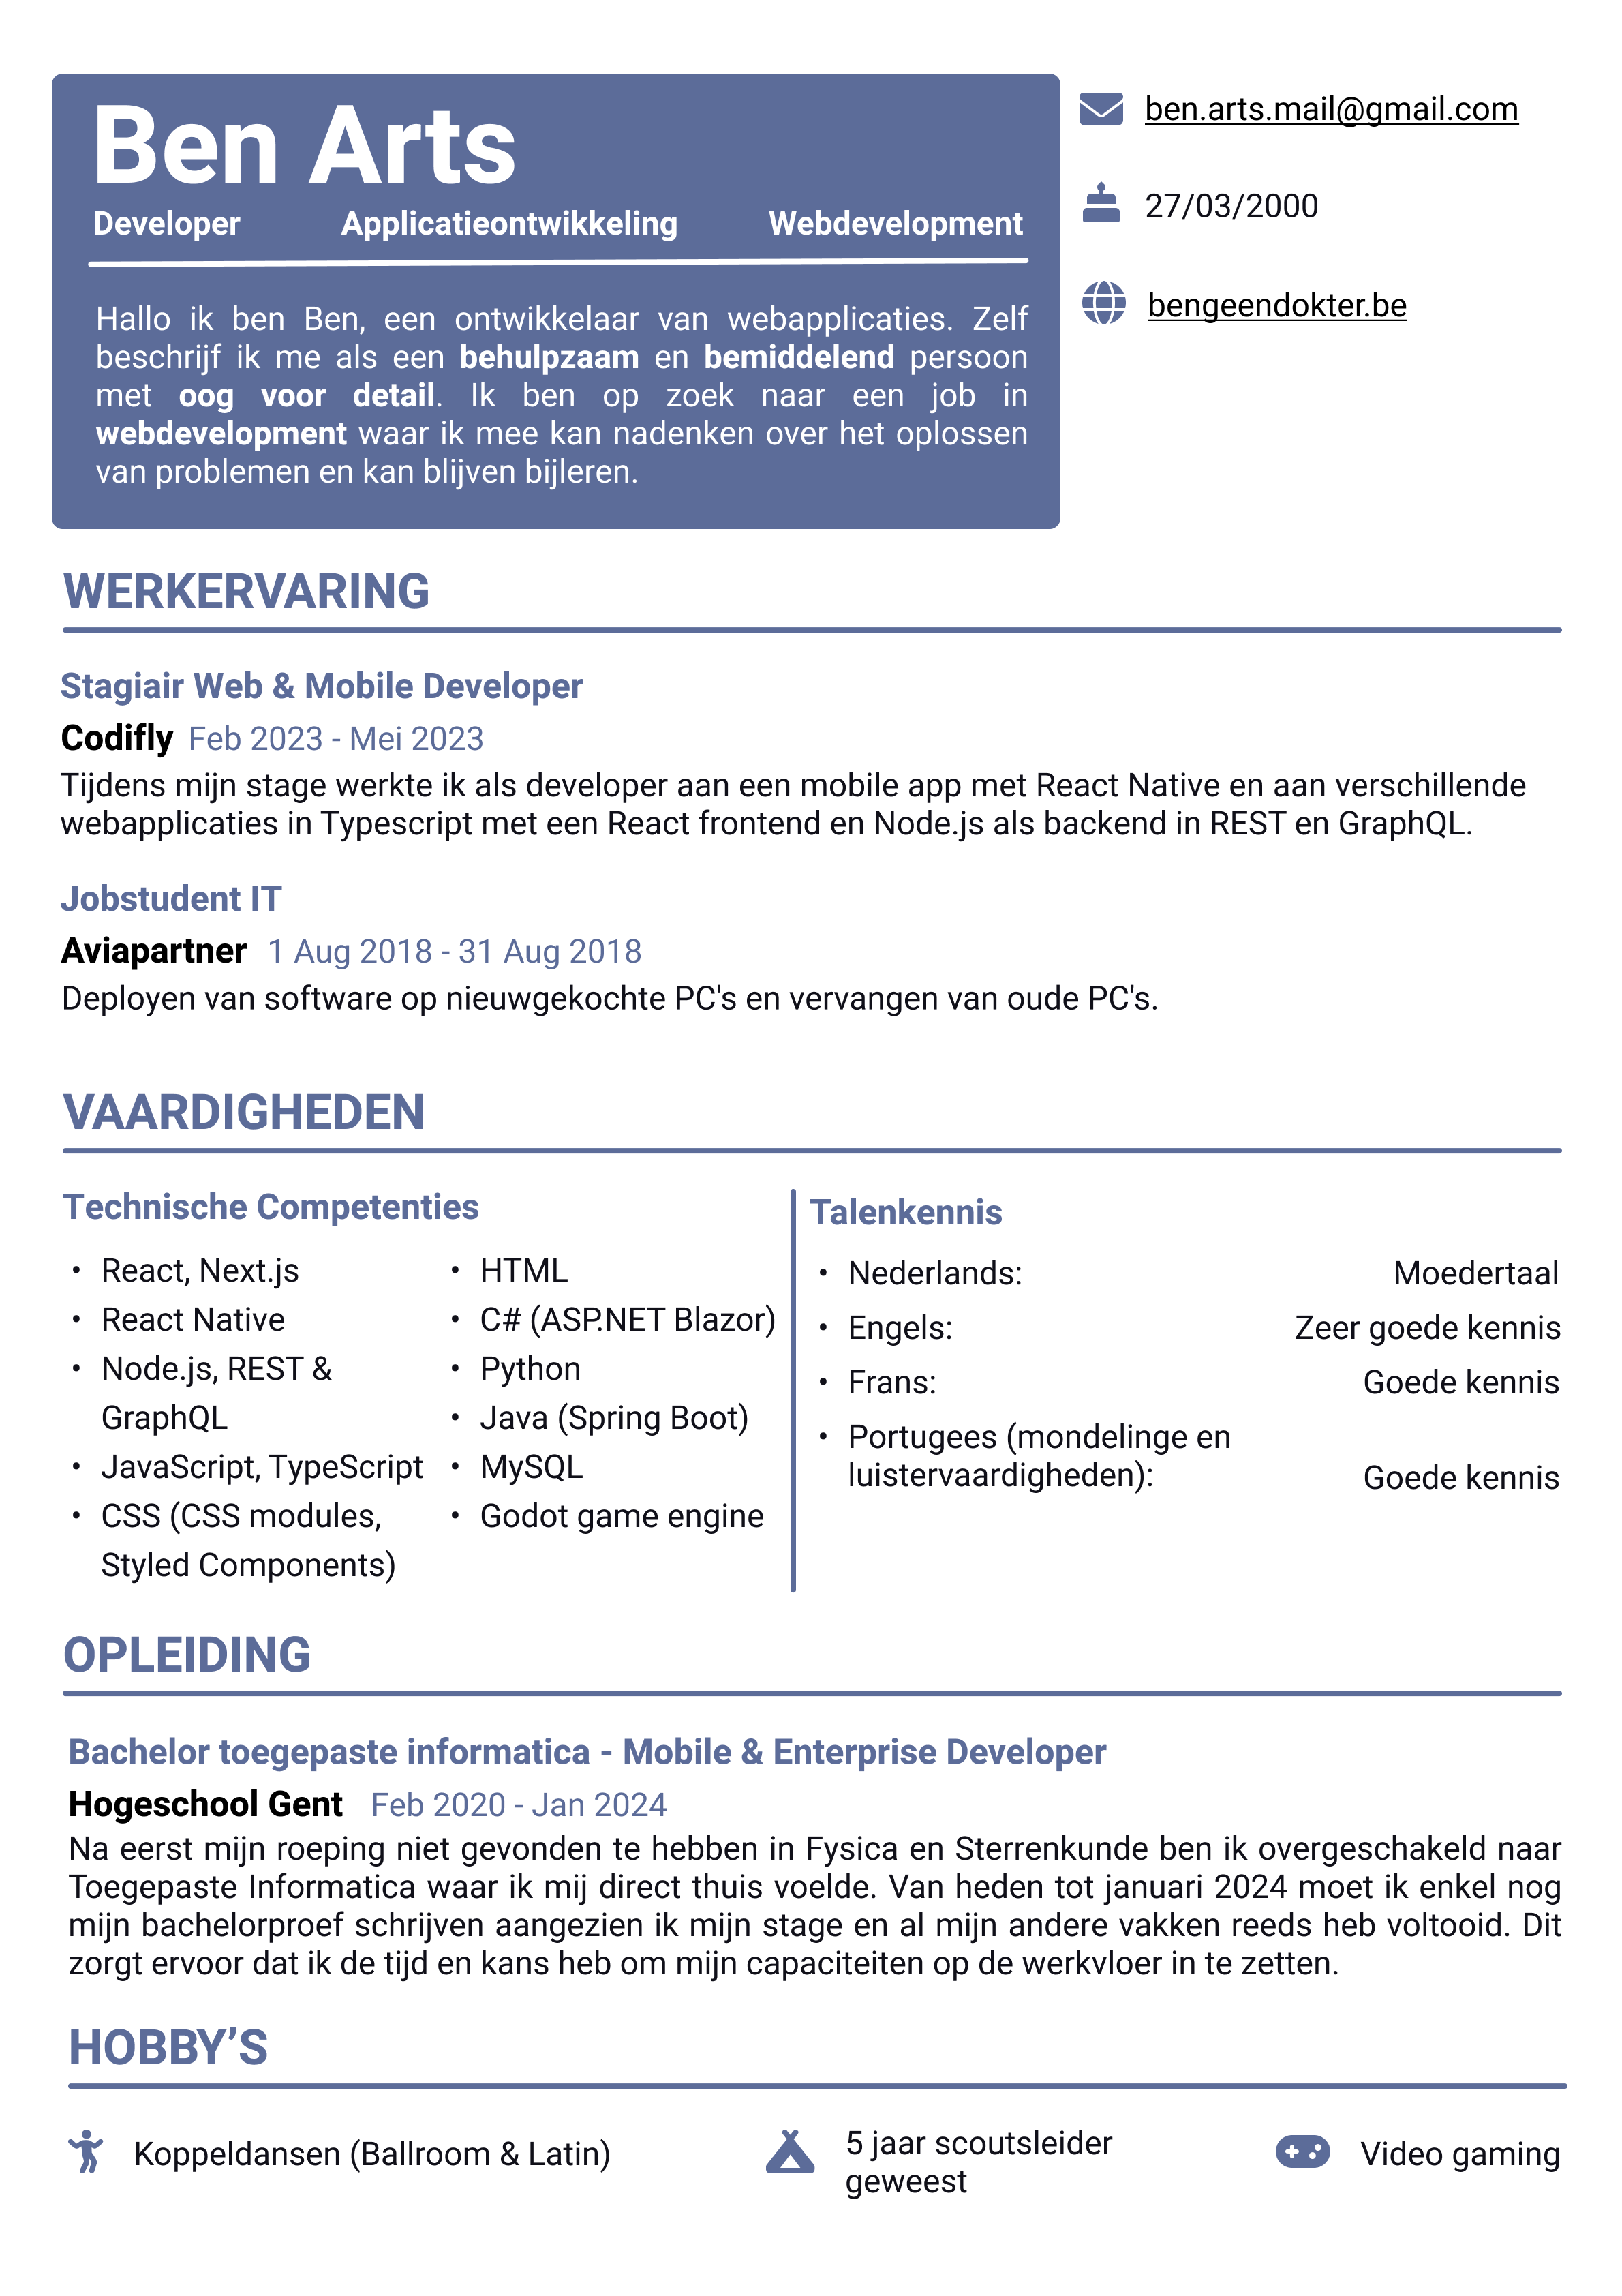 Ben Arts
Developer Applicatieontwikkeling Webdevelopment
Hallo ik ben Ben, een ontwikkelaar van webapplicaties. Zelf
beschrijf ik me als een behulpzaam en bemiddelend persoon
met oog voor detail. Ik ben op zoek naar een job in
webdevelopment waar ik mee kan nadenken over het oplossen
van problemen en kan blijven bijleren.
ben.arts.mail@gmail.com
27/03/2000
bengeendokter.be
WERKERVARING
Stagiair Web & Mobile Developer
Codifly Feb 2023 - Mei 2023
Tijdens mijn stage werkte ik als developer aan een mobile app met React Native en aan verschillende
webapplicaties in Typescript met een React frontend en Node.js als backend in REST en GraphQL.
Jobstudent IT
Aviapartner 1 Aug 2018 - 31 Aug 2018
Deployen van software op nieuwgekochte PC's en vervangen van oude PC's.
VAARDIGHEDEN
Technische Competenties
• React, Next.js
• React Native
• Node.js, REST &
GraphQL
• JavaScript, TypeScript
• CSS (CSS modules,
Styled Components)
• HTML
• C# (ASP.NET Blazor)
• Python
• Java (Spring Boot)
• MySQL
• Godot game engine
Talenkennis
• Nederlands: Moedertaal
• Engels: Zeer goede kennis
• Frans: Goede kennis
• Portugees (mondelinge en
luistervaardigheden): Goede kennis
OPLEIDING
Bachelor toegepaste informatica - Mobile & Enterprise Developer
Hogeschool Gent Feb 2020 - Jan 2024
Na eerst mijn roeping niet gevonden te hebben in Fysica en Sterrenkunde ben ik overgeschakeld naar
Toegepaste Informatica waar ik mij direct thuis voelde. Van heden tot januari 2024 moet ik enkel nog
mijn bachelorproef schrijven aangezien ik mijn stage en al mijn andere vakken reeds heb voltooid. Dit
zorgt ervoor dat ik de tijd en kans heb om mijn capaciteiten op de werkvloer in te zetten.
HOBBY’S
Koppeldansen (Ballroom & Latin)
5 jaar scoutsleider
geweest
Video gaming